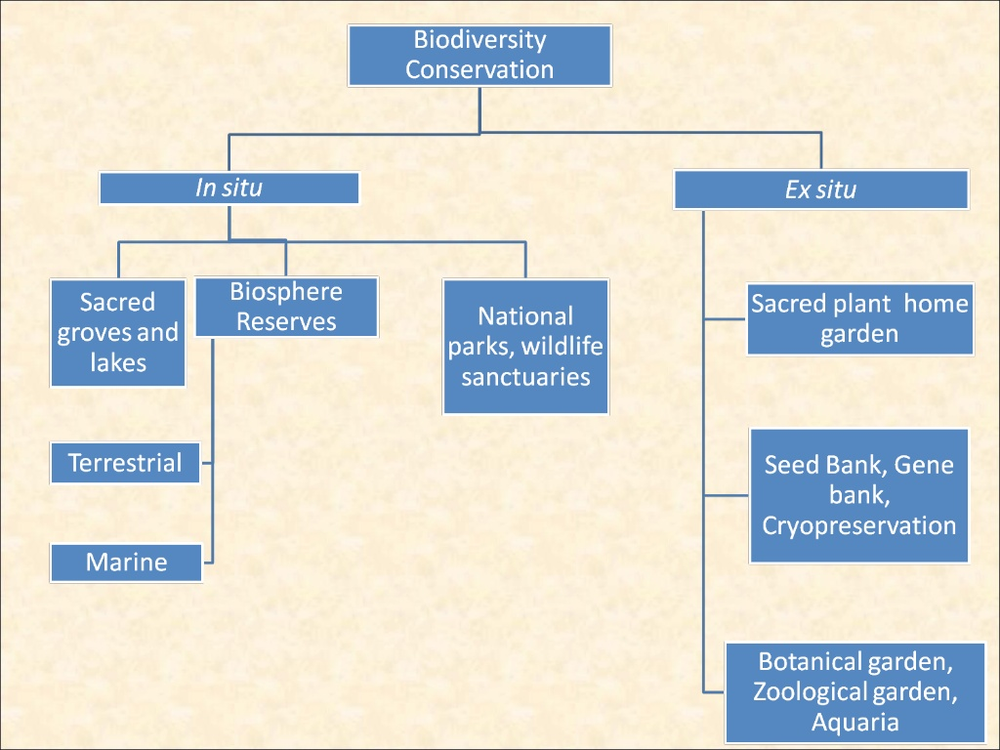 Biodiversity
Conservation
In situ
Ex situ
Sacred
groves and
lakes
Biosphere
Reserves
National
parks, wildlife
sanctuaries
Terrestrial
Marine
Sacred plant  home
garden
Seed Bank, Gene
bank,
Cryopreservation
Botanical garden,
Zoological garden,
Aquaria